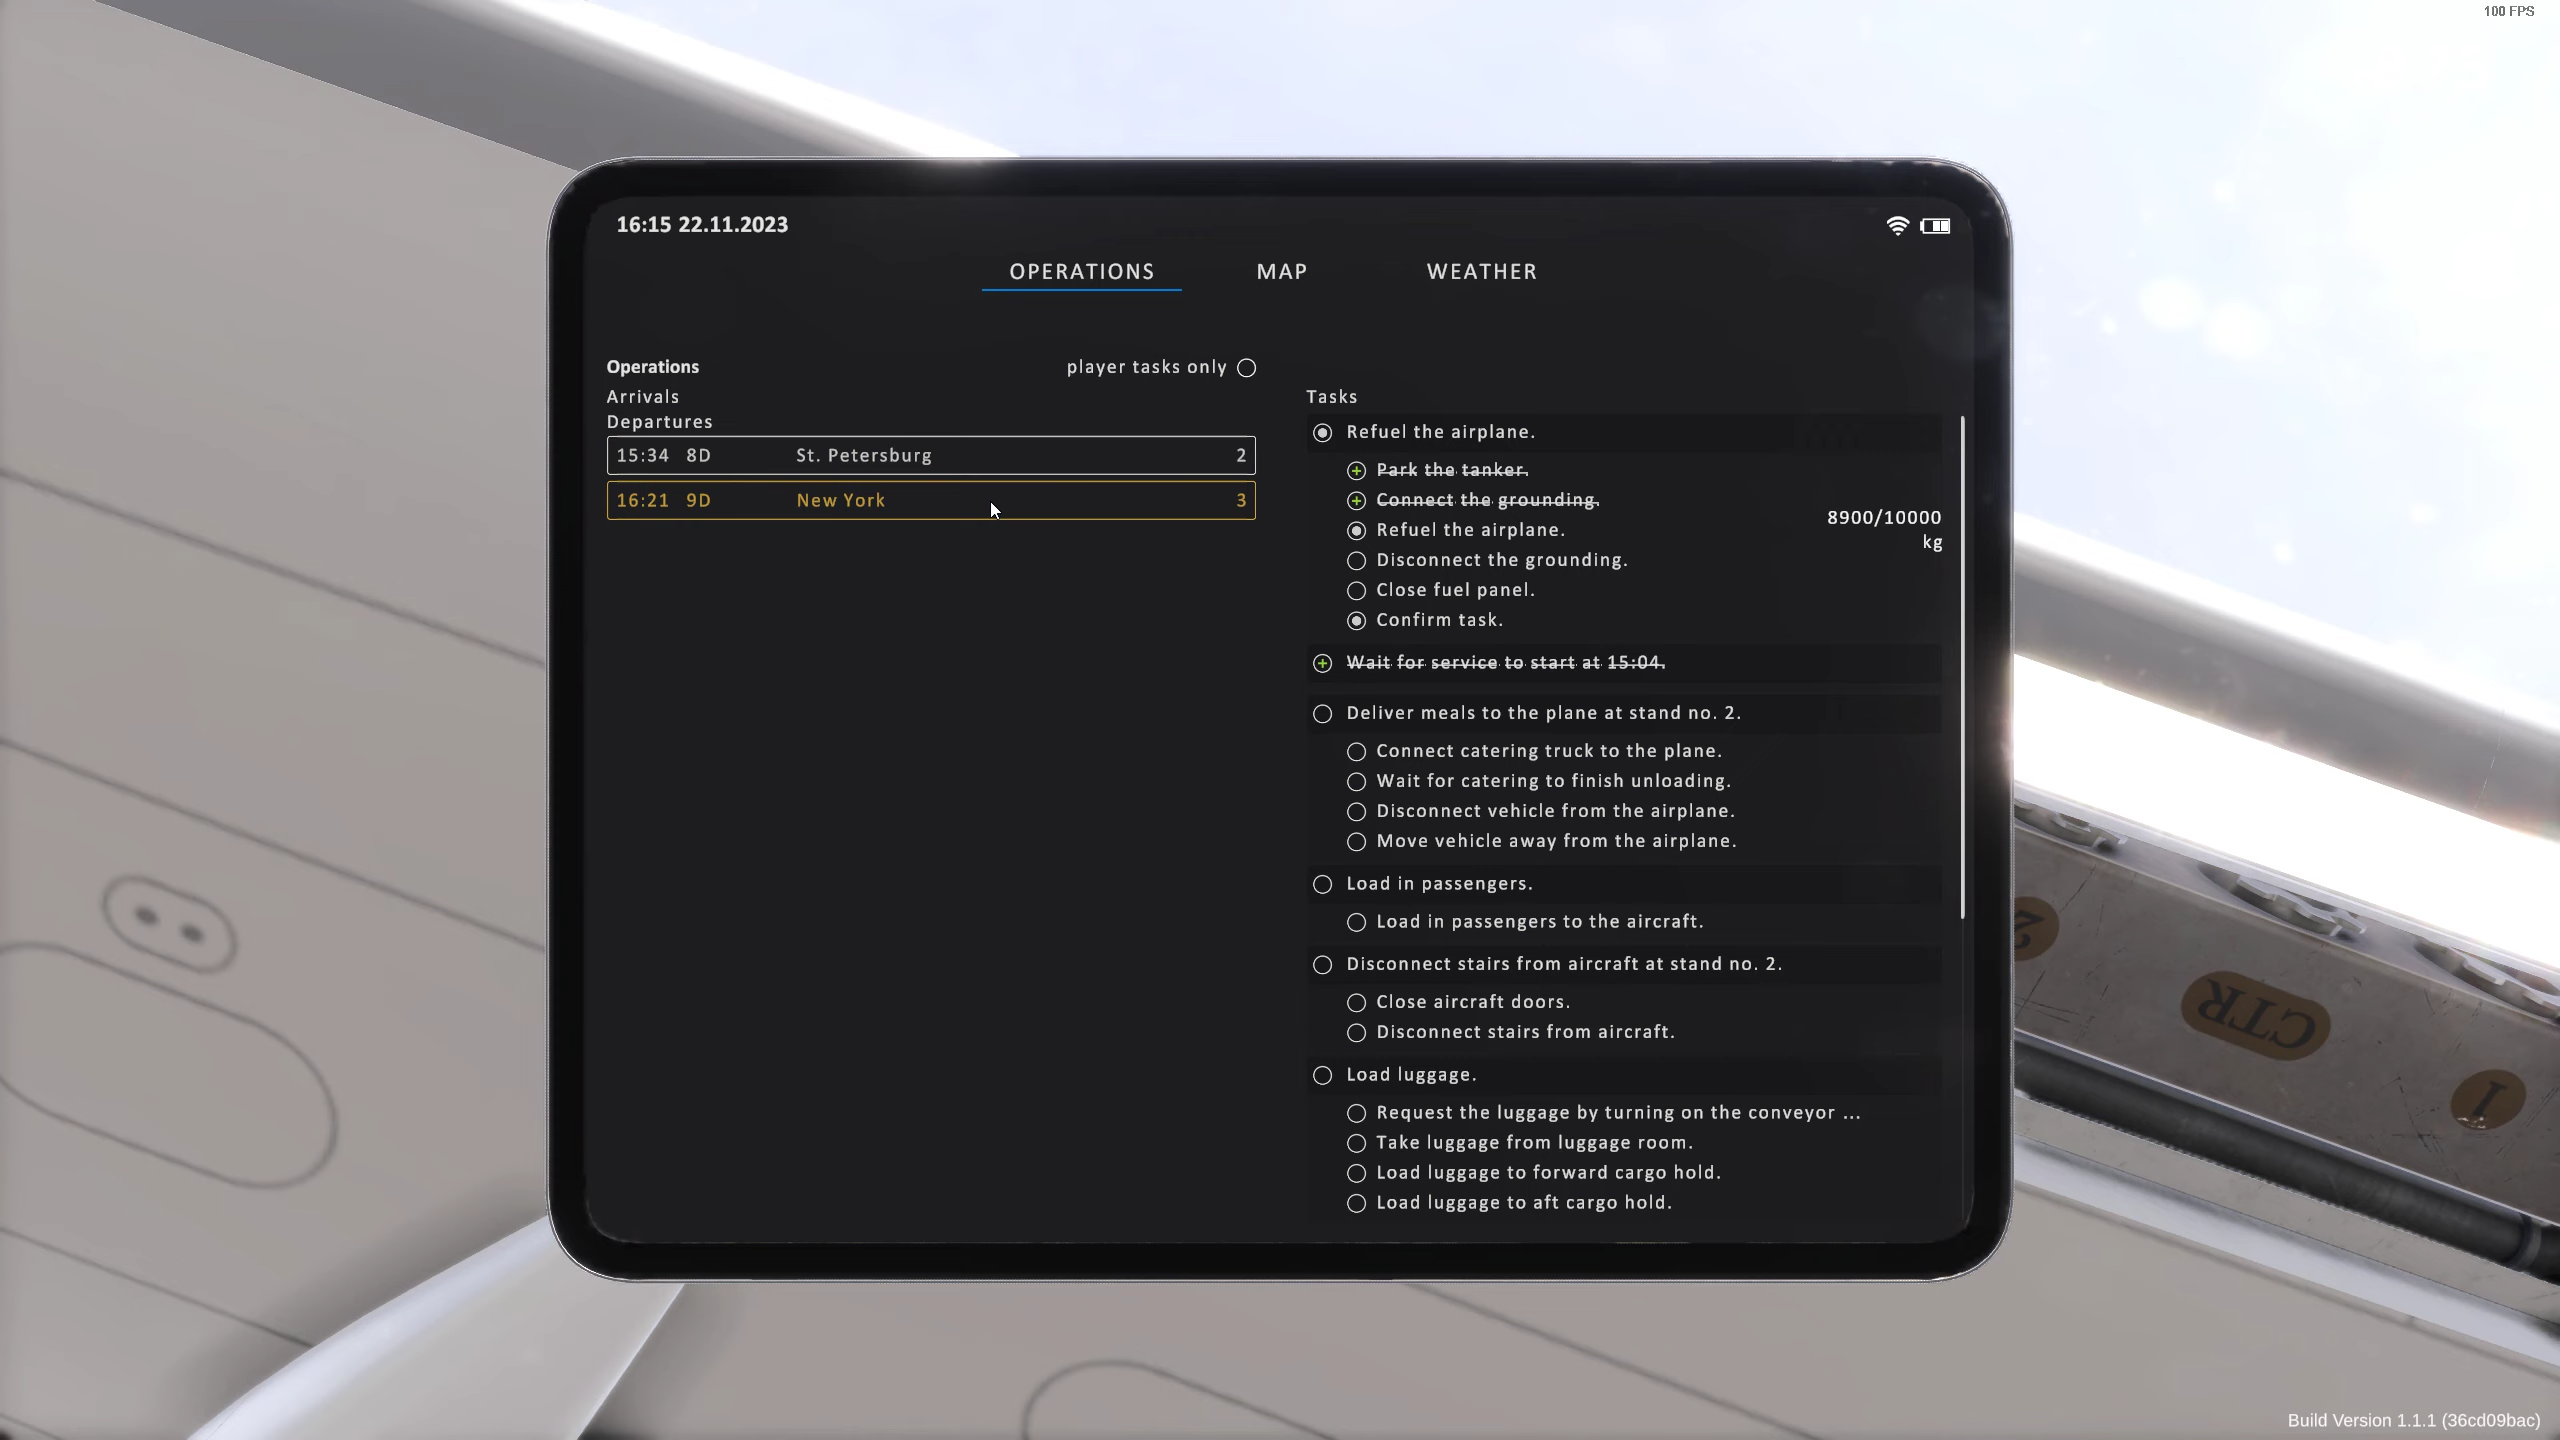 100 FPS
16:15 22.11.2023
OPERATIONS MAP WEATHER
Operations player tasks only
Arrivals
Departures
15:34 8D St. Petersburg 2
16:21 9D New York 3
Tasks
Refuel the airplane.
Park the tanker.
Connect the grounding.
Refuel the airplane. 8900/10000
kg
Disconnect the grounding.
Close fuel panel.
Confirm task.
Wait for service to start at 15:04.
Deliver meals to the plane at stand no. 2.
Connect catering truck to the plane.
Wait for catering to finish unloading.
Disconnect vehicle from the airplane.
Move vehicle away from the airplane.
Load in passengers.
Load in passengers to the aircraft.
Disconnect stairs from aircraft at stand no. 2.
Close aircraft doors.
Disconnect stairs from aircraft.
Load luggage.
Request the luggage by turning on the conveyor ...
Take luggage from luggage room.
Load luggage to forward cargo hold.
Load luggage to aft cargo hold.
2
CTR
1
Build Version 1.1.1 (36cd09bac)